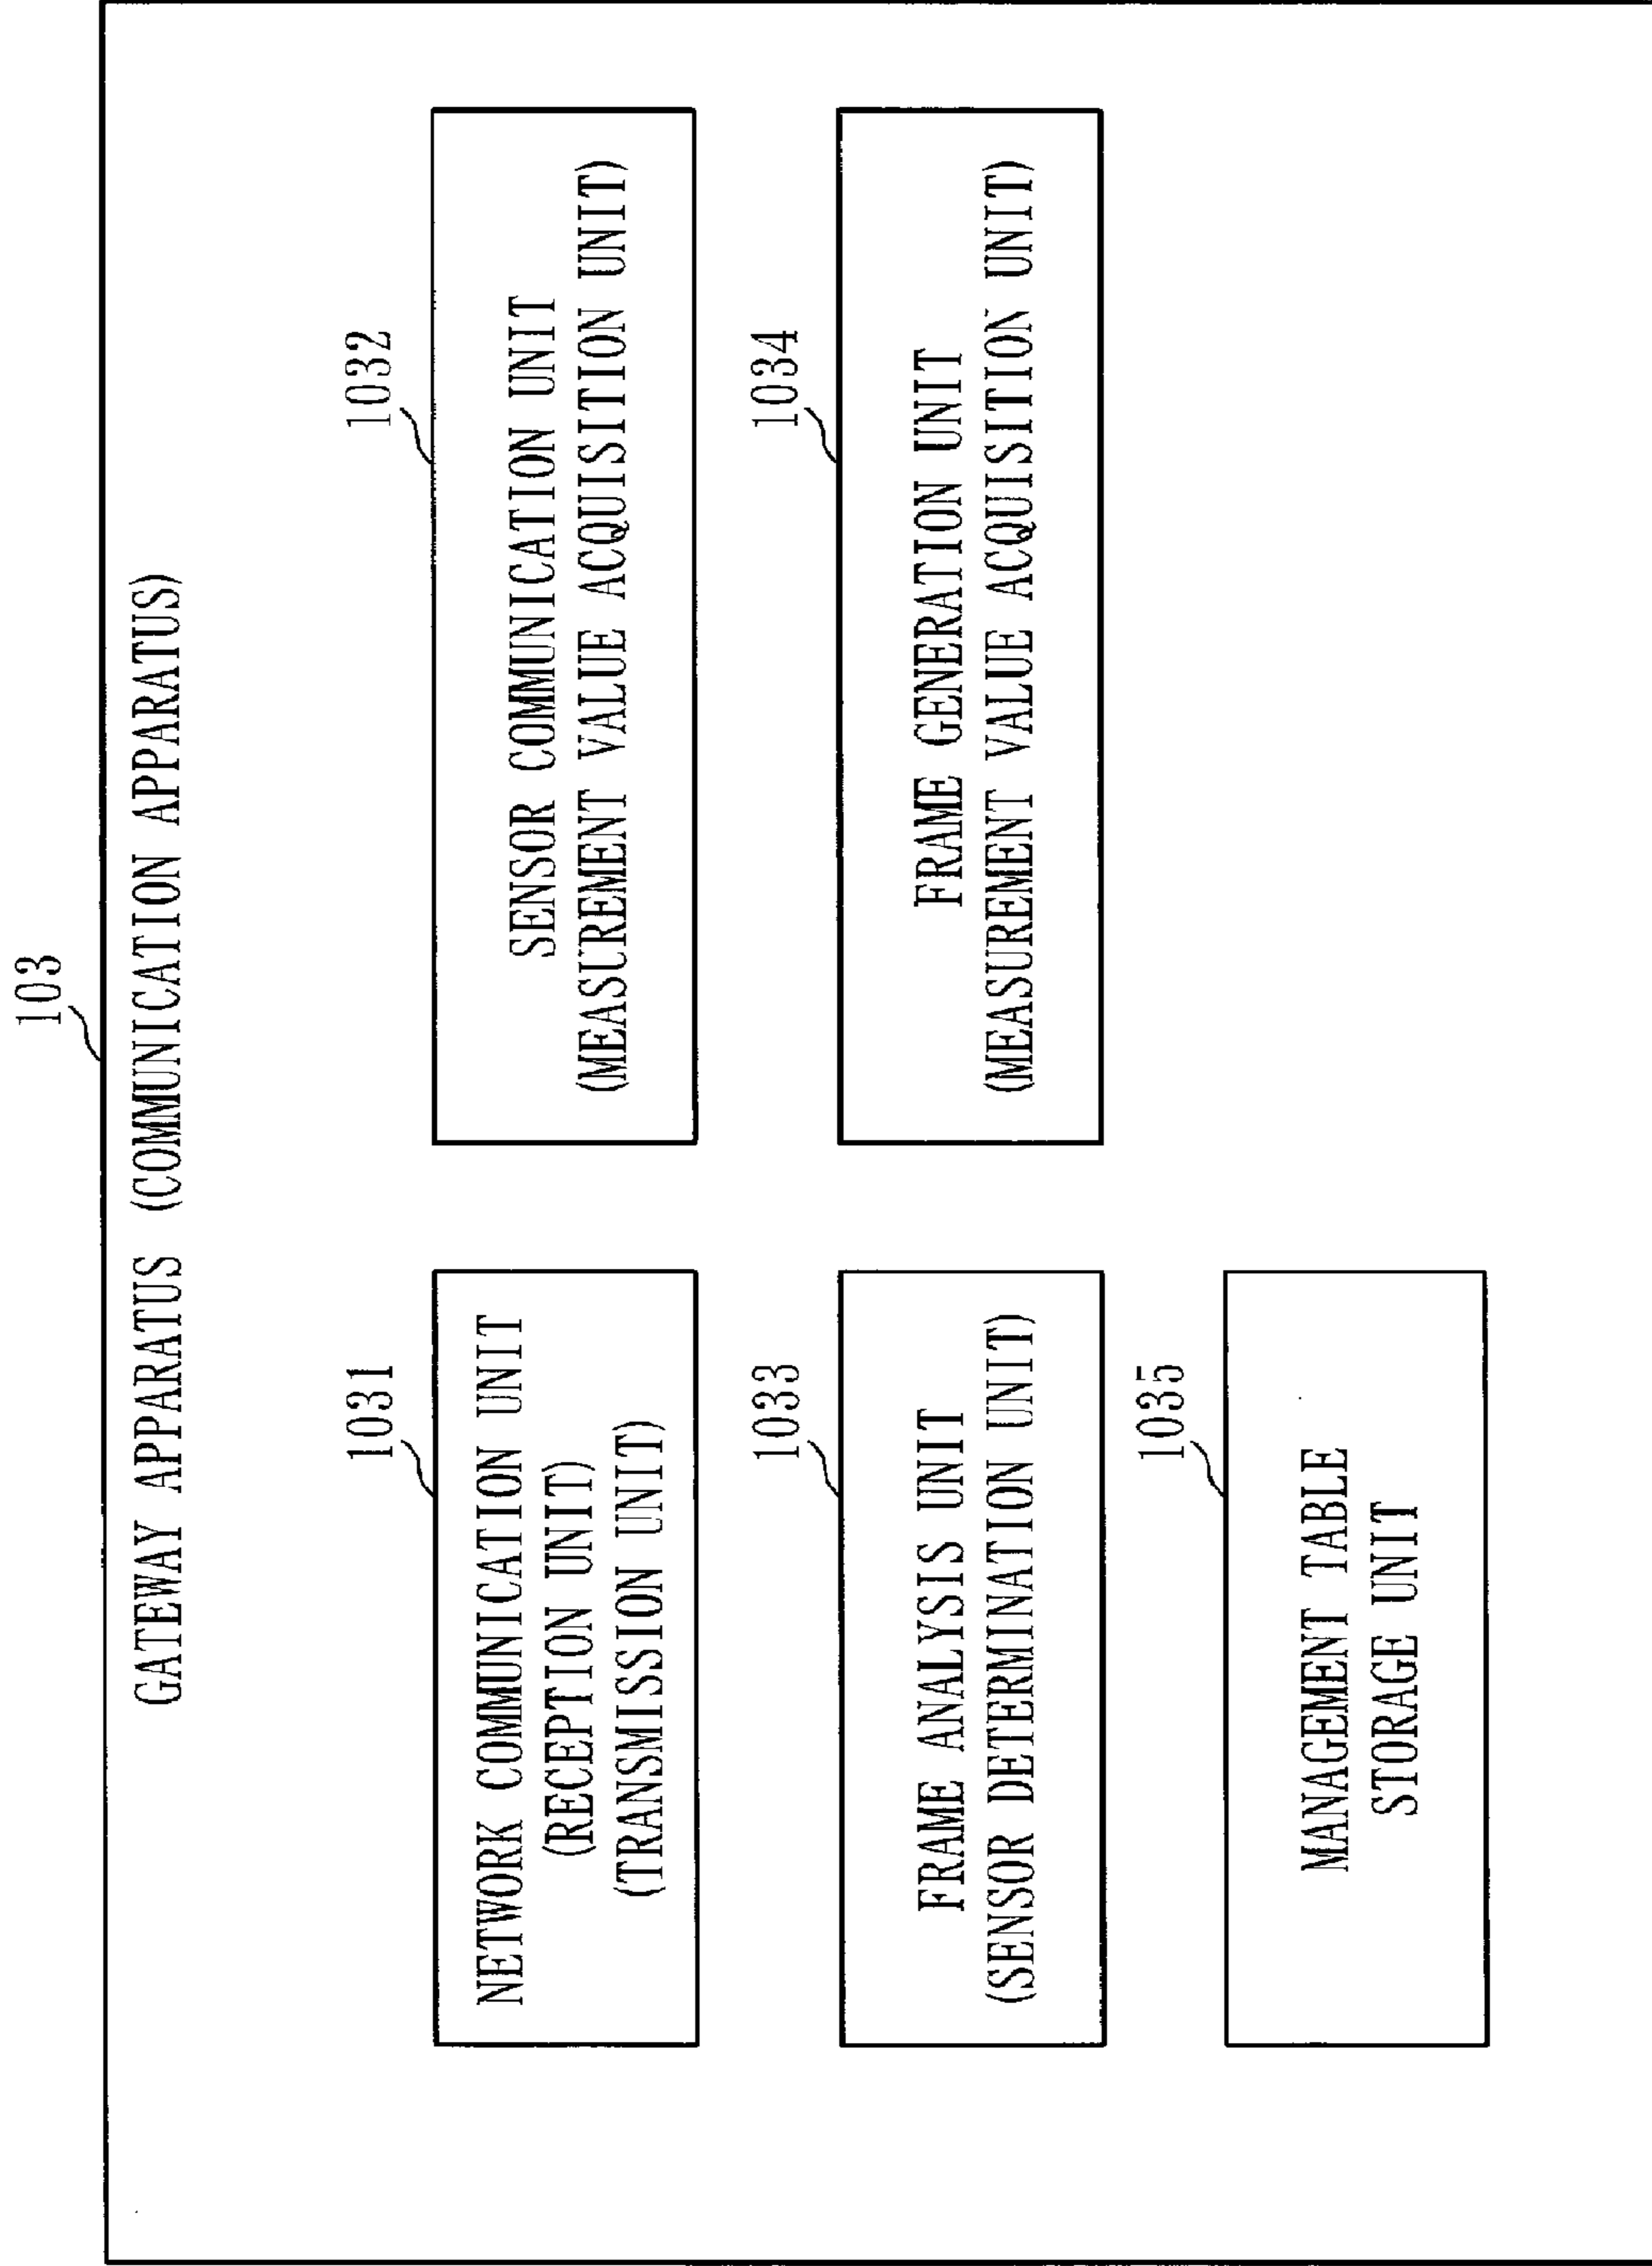 103
GATEWAY APPARATUS (COMMUNICATION APPARATUS)
1031
NETWORK COMMUNICATION UNIT
(RECEPTION UNIT)
(TRANSMISSION UNIT)
1032
SENSOR COMMUNICATION UNIT
(MEASUREMENT VALUE ACQUISITION UNIT)
1033
FRAME ANALYSIS UNIT
(SENSOR DETERMINATION UNIT)
1034
FRAME GENERATION UNIT
(MEASUREMENT VALUE ACQUISITION UNIT)
1035
MANAGEMENT TABLE
STORAGE UNIT